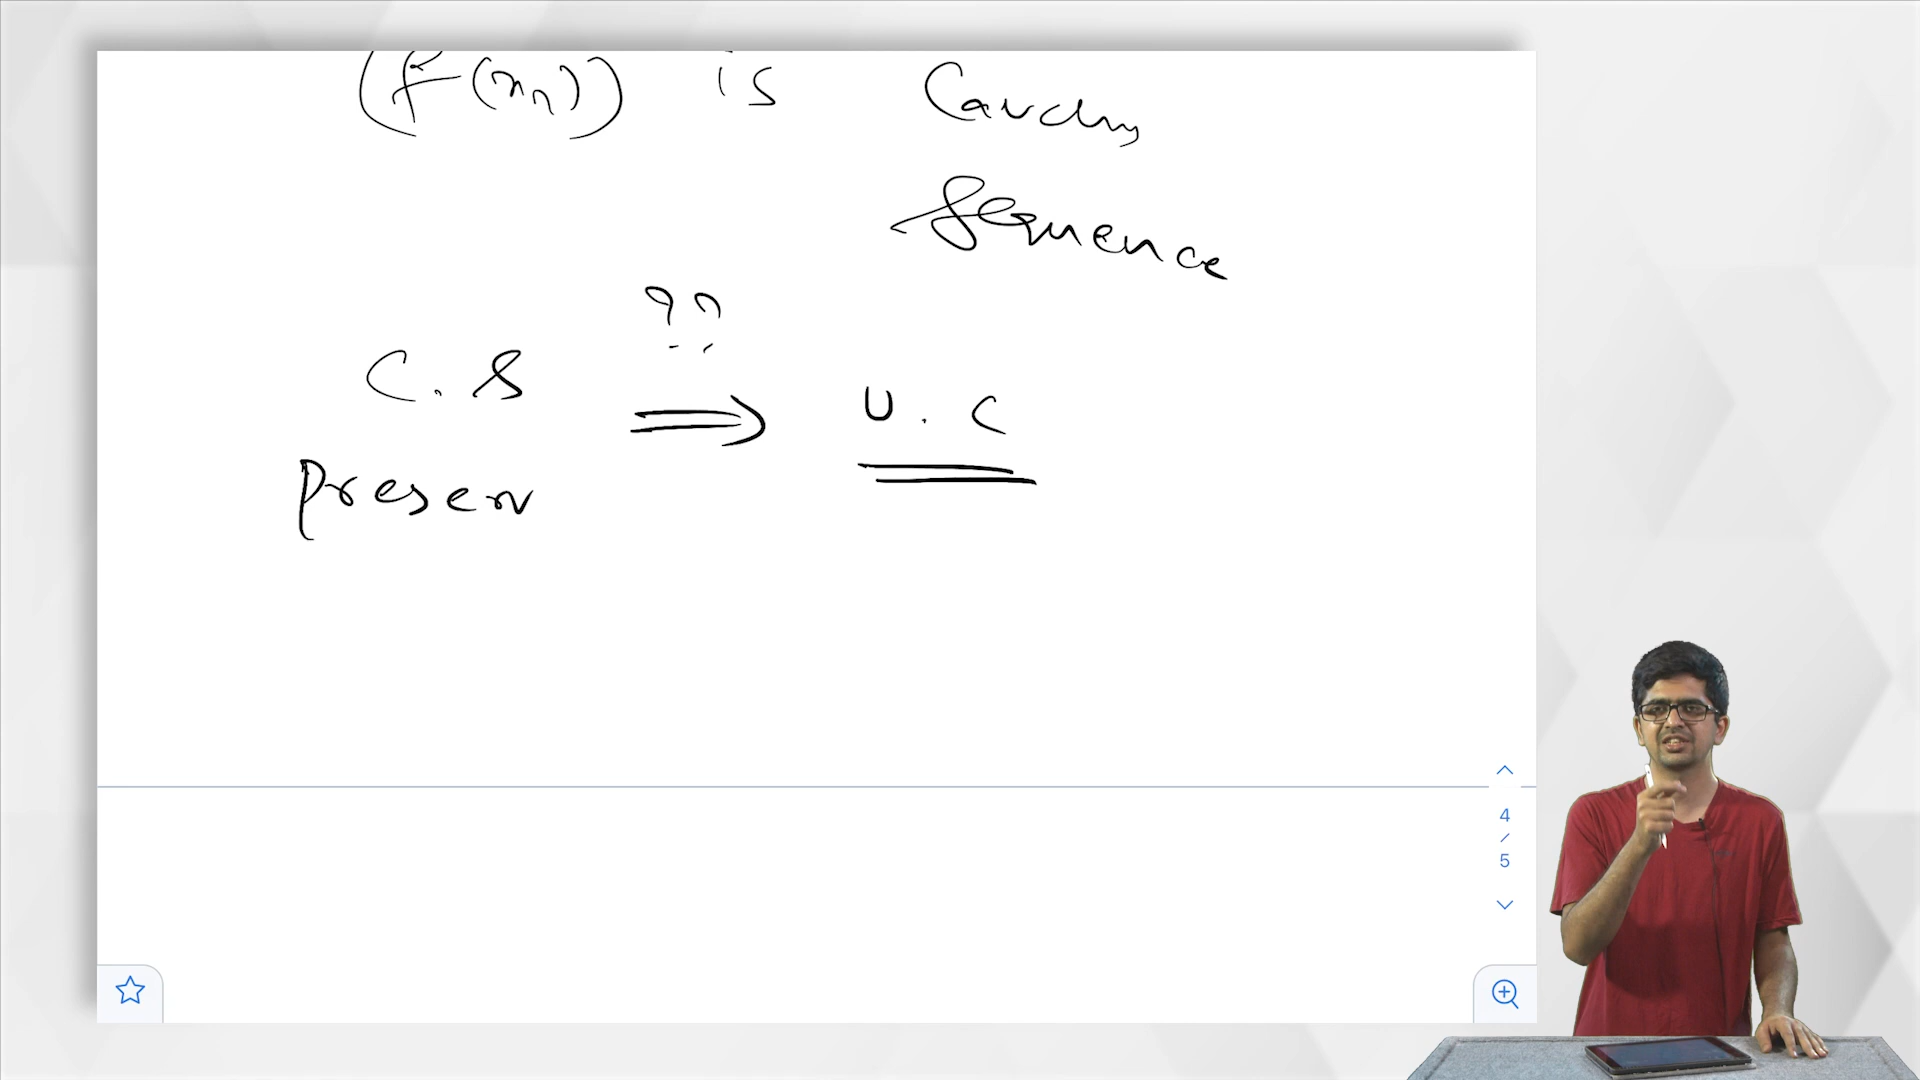 (f(xn)) is Cauchy
Sequence
??
C.S ⟹ U.C
Preserv
4
/
5